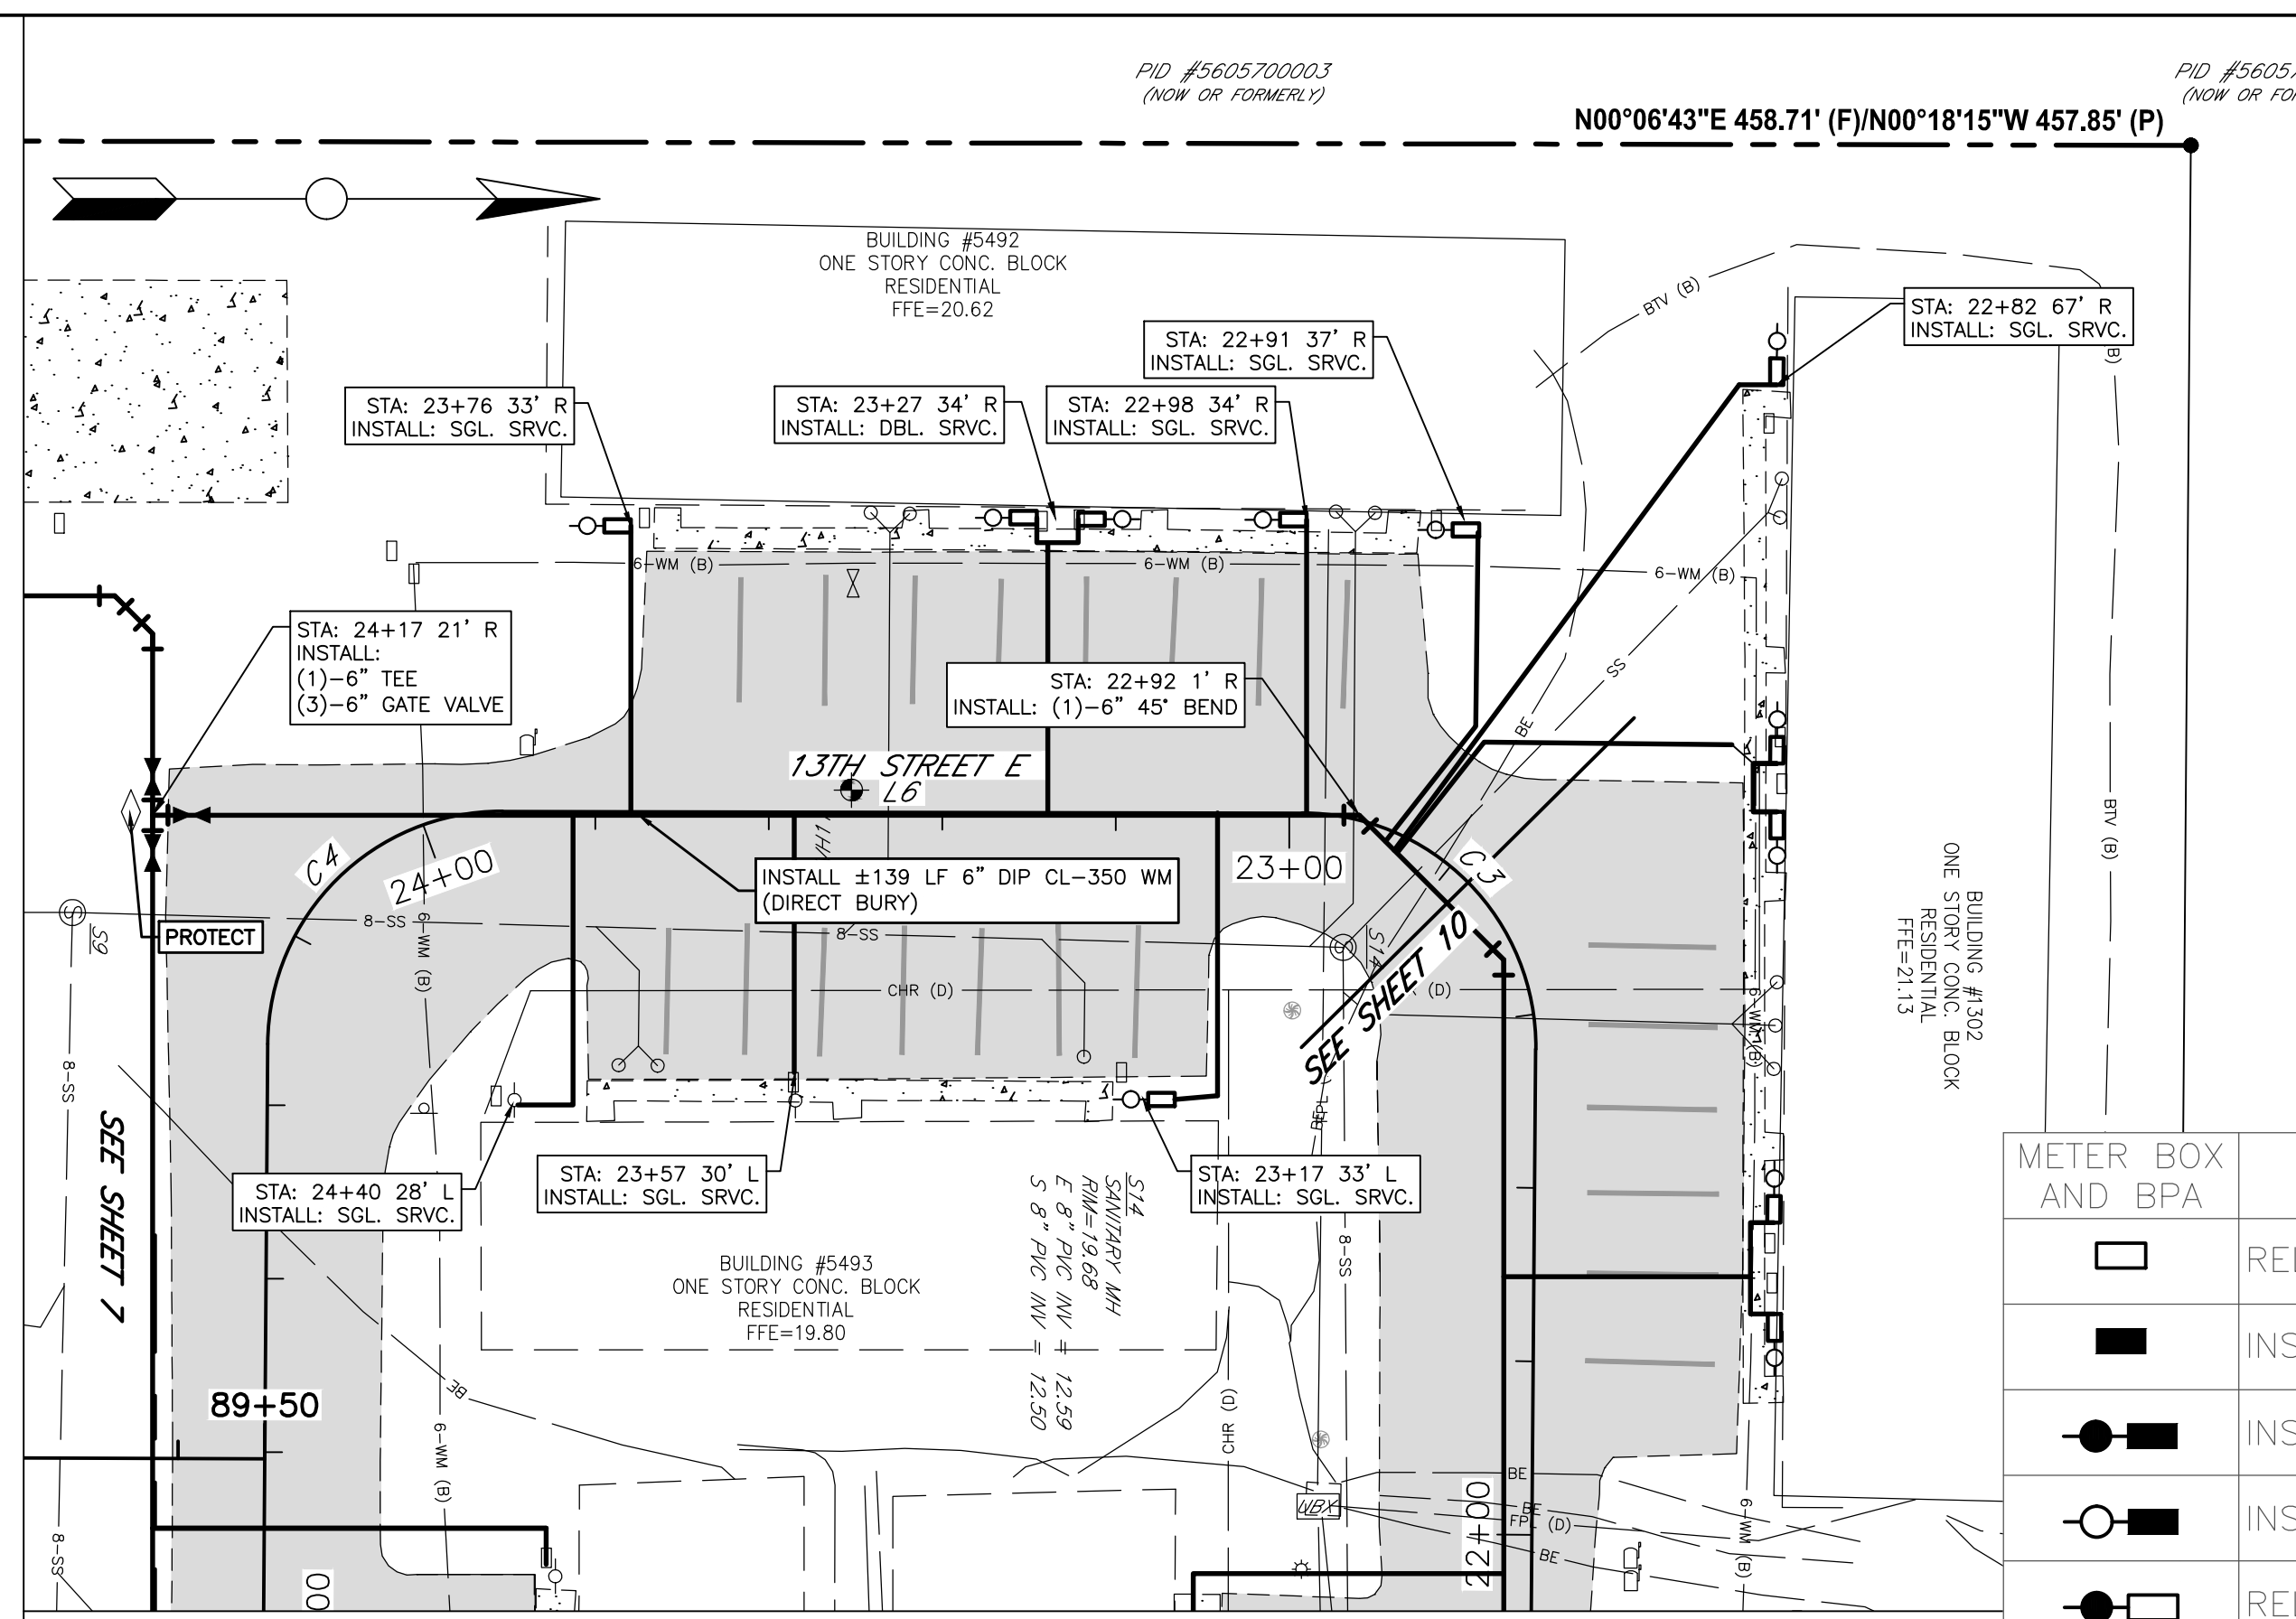 PID #5605700003
(NOW OR FORMERLY)
PID #5605
(NOW OR FOR
N00°06'43"E 458.71' (F)/N00°18'15"W 457.85' (P)
BUILDING #5492
ONE STORY CONC. BLOCK
RESIDENTIAL
FFE=20.62
BTV (B)
STA: 22+82 67' R
INSTALL: SGL. SRVC.
B)
STA: 22+91 37' R
INSTALL: SGL. SRVC.
STA: 23+76 33' R
INSTALL: SGL. SRVC.
STA: 23+27 34' R
INSTALL: DBL. SRVC.
STA: 22+98 34' R
INSTALL: SGL. SRVC.
6-WM (B)
6-WM (B)
6-WM (B)
STA: 24+17 21' R
INSTALL:
(1)-6" TEE
(3)-6" GATE VALVE
STA: 22+92 1' R
INSTALL: (1)-6" 45° BEND
SS
BE
13TH STREET E
L6
C4
24+00
23+00
C3
BTV (B)
INSTALL ±139 LF 6" DIP CL-350 WM
(DIRECT BURY)
8-SS
8-SS
6-WM (B)
S9
PROTECT
S14
SEE SHEET 10
CHR (D)
(D)
6-WM (B)
BUILDING #1302
ONE STORY CONC. BLOCK
RESIDENTIAL
FFE=21.13
8-SS
SEE SHEET 7
STA: 24+40 28' L
INSTALL: SGL. SRVC.
STA: 23+57 30' L
INSTALL: SGL. SRVC.
STA: 23+17 33' L
INSTALL: SGL. SRVC.
S14
SANITARY MH
RIM=19.68
E 8" PVC INV = 12.59
S 8" PVC INV = 12.50
8-SS
BUILDING #5493
ONE STORY CONC. BLOCK
RESIDENTIAL
FFE=19.80
METER BOX
AND BPA
REL
INS
INS
INS
REL
BE
89+50
6-WM (B)
CHR (D)
BE
BE
FPL (D)
BE
22+00
6-WM (B)
8-SS
00